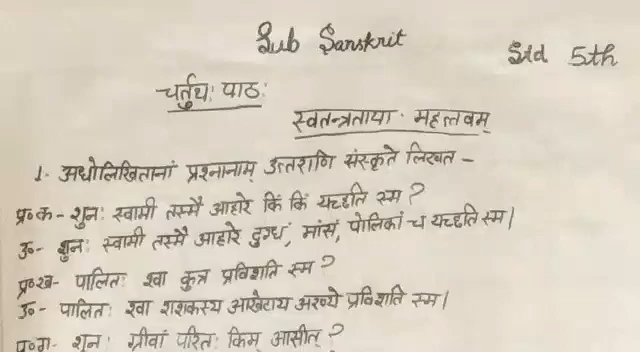 Sub Sanskrit
Std 5th
चर्तुथः पाठः
स्वतन्त्रतायाः महत्त्वम्
1. अधोलिखितानां प्रश्नानाम् उत्तराणि संस्कृते लिखत –
प्र०क - शुनः स्वामी तस्मै आहारे किं किं यच्छति स्म ?
उ०- शुनः स्वामी तस्मै आहारे दुग्धं, मांसं, पोलिकां च यच्छति स्म।
प्र०ख- पालितः श्वा कुत्र प्रविशति स्म ?
उ०- पालितः श्वा शशकस्य आखेटाय अरण्ये प्रविशति स्म।
प्र०ग- शुनः ग्रीवां परितः किम् आसीत् ?